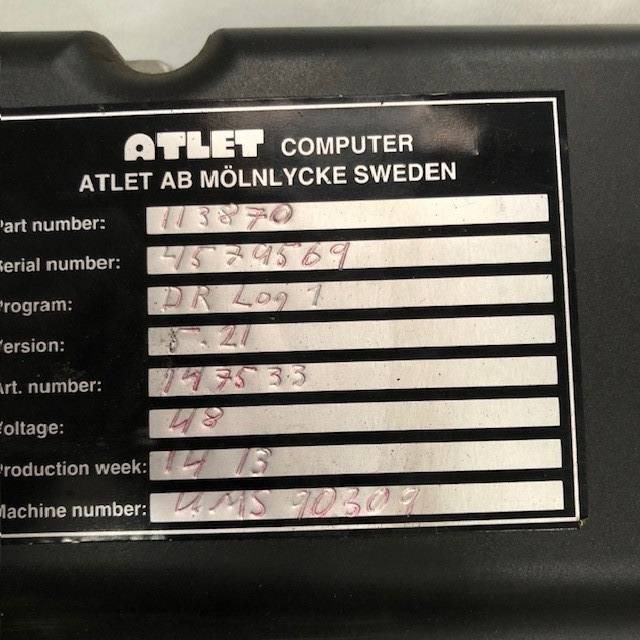 ATLET COMPUTER
ATLET AB MÖLNLYCKE SWEDEN
Part number: 113870
Serial number: 4579569
Program: DR Log 1
Version: 5.21
Art. number: 147533
Voltage: 48
Production week: 14 13
Machine number: UMS 90309